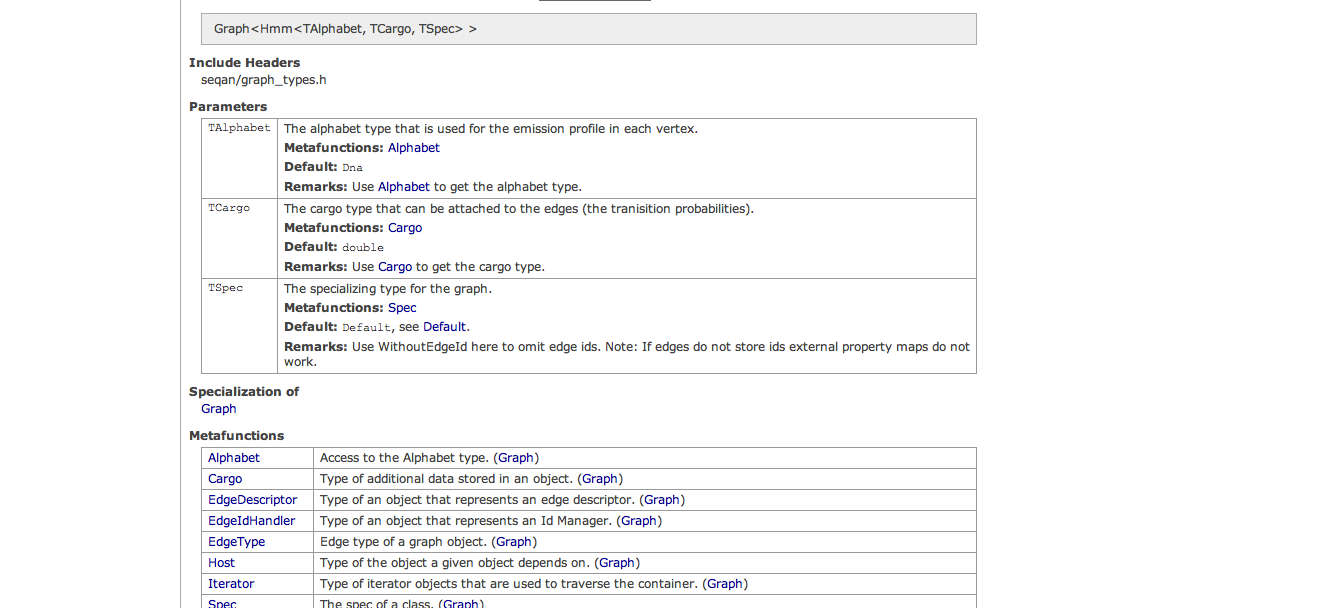 Graph<Hmm<TAlphabet, TCargo, TSpec> >
Include Headers
seqan/graph_types.h
Parameters
TAlphabet The alphabet type that is used for the emission profile in each vertex.
Metafunctions: Alphabet
Default: Dna
Remarks: Use Alphabet to get the alphabet type.
TCargo The cargo type that can be attached to the edges (the tranisition probabilities).
Metafunctions: Cargo
Default: double
Remarks: Use Cargo to get the cargo type.
TSpec The specializing type for the graph.
Metafunctions: Spec
Default: Default, see Default.
Remarks: Use WithoutEdgeId here to omit edge ids. Note: If edges do not store ids external property maps do not
work.
Specialization of
Graph
Metafunctions
Alphabet Access to the Alphabet type. (Graph)
Cargo Type of additional data stored in an object. (Graph)
EdgeDescriptor Type of an object that represents an edge descriptor. (Graph)
EdgeIdHandler Type of an object that represents an Id Manager. (Graph)
EdgeType Edge type of a graph object. (Graph)
Host Type of the object a given object depends on. (Graph)
Iterator Type of iterator objects that are used to traverse the container. (Graph)
Spec The spec of a class. (Graph)